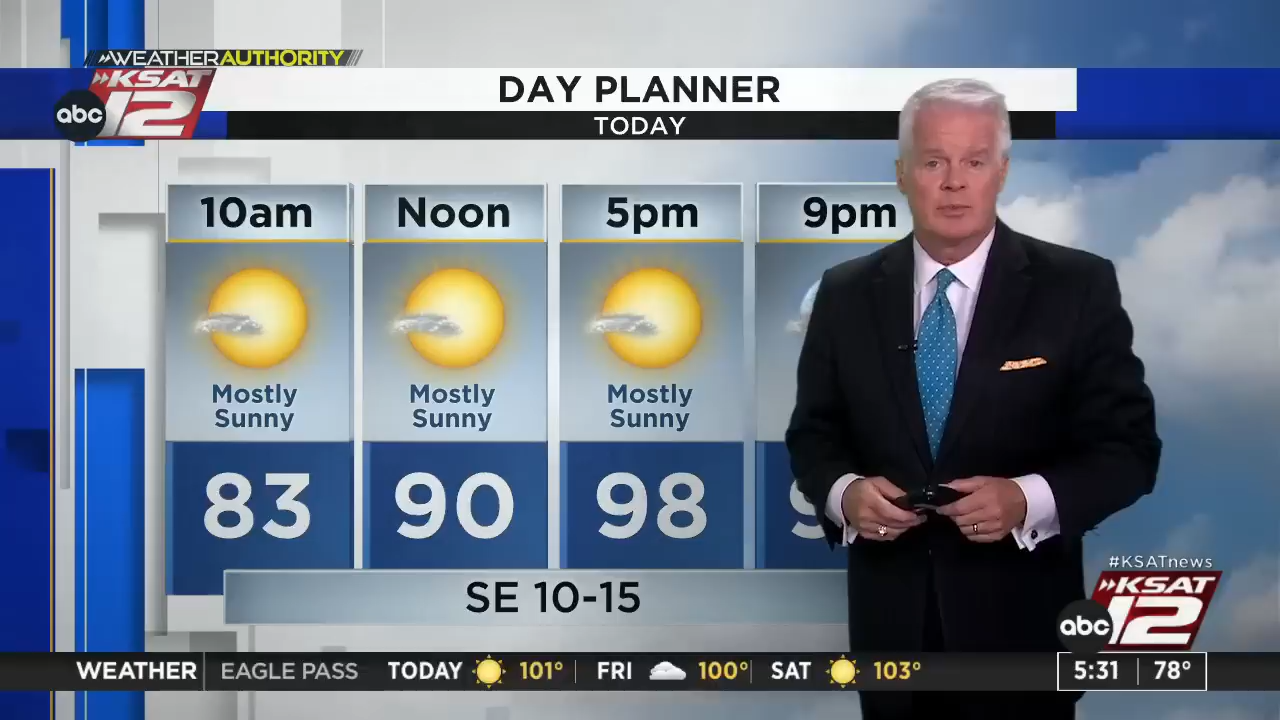 WEATHERAUTHORITY
KSAT
abc 12
DAY PLANNER
TODAY
10am Noon 5pm 9pm
Mostly Sunny
Mostly Sunny
Mostly Sunny
83 90 98 9
SE 10-15
#KSATnews
KSAT
abc 12
WEATHER EAGLE PASS TODAY 101° FRI 100° SAT 103° 5:31 78°